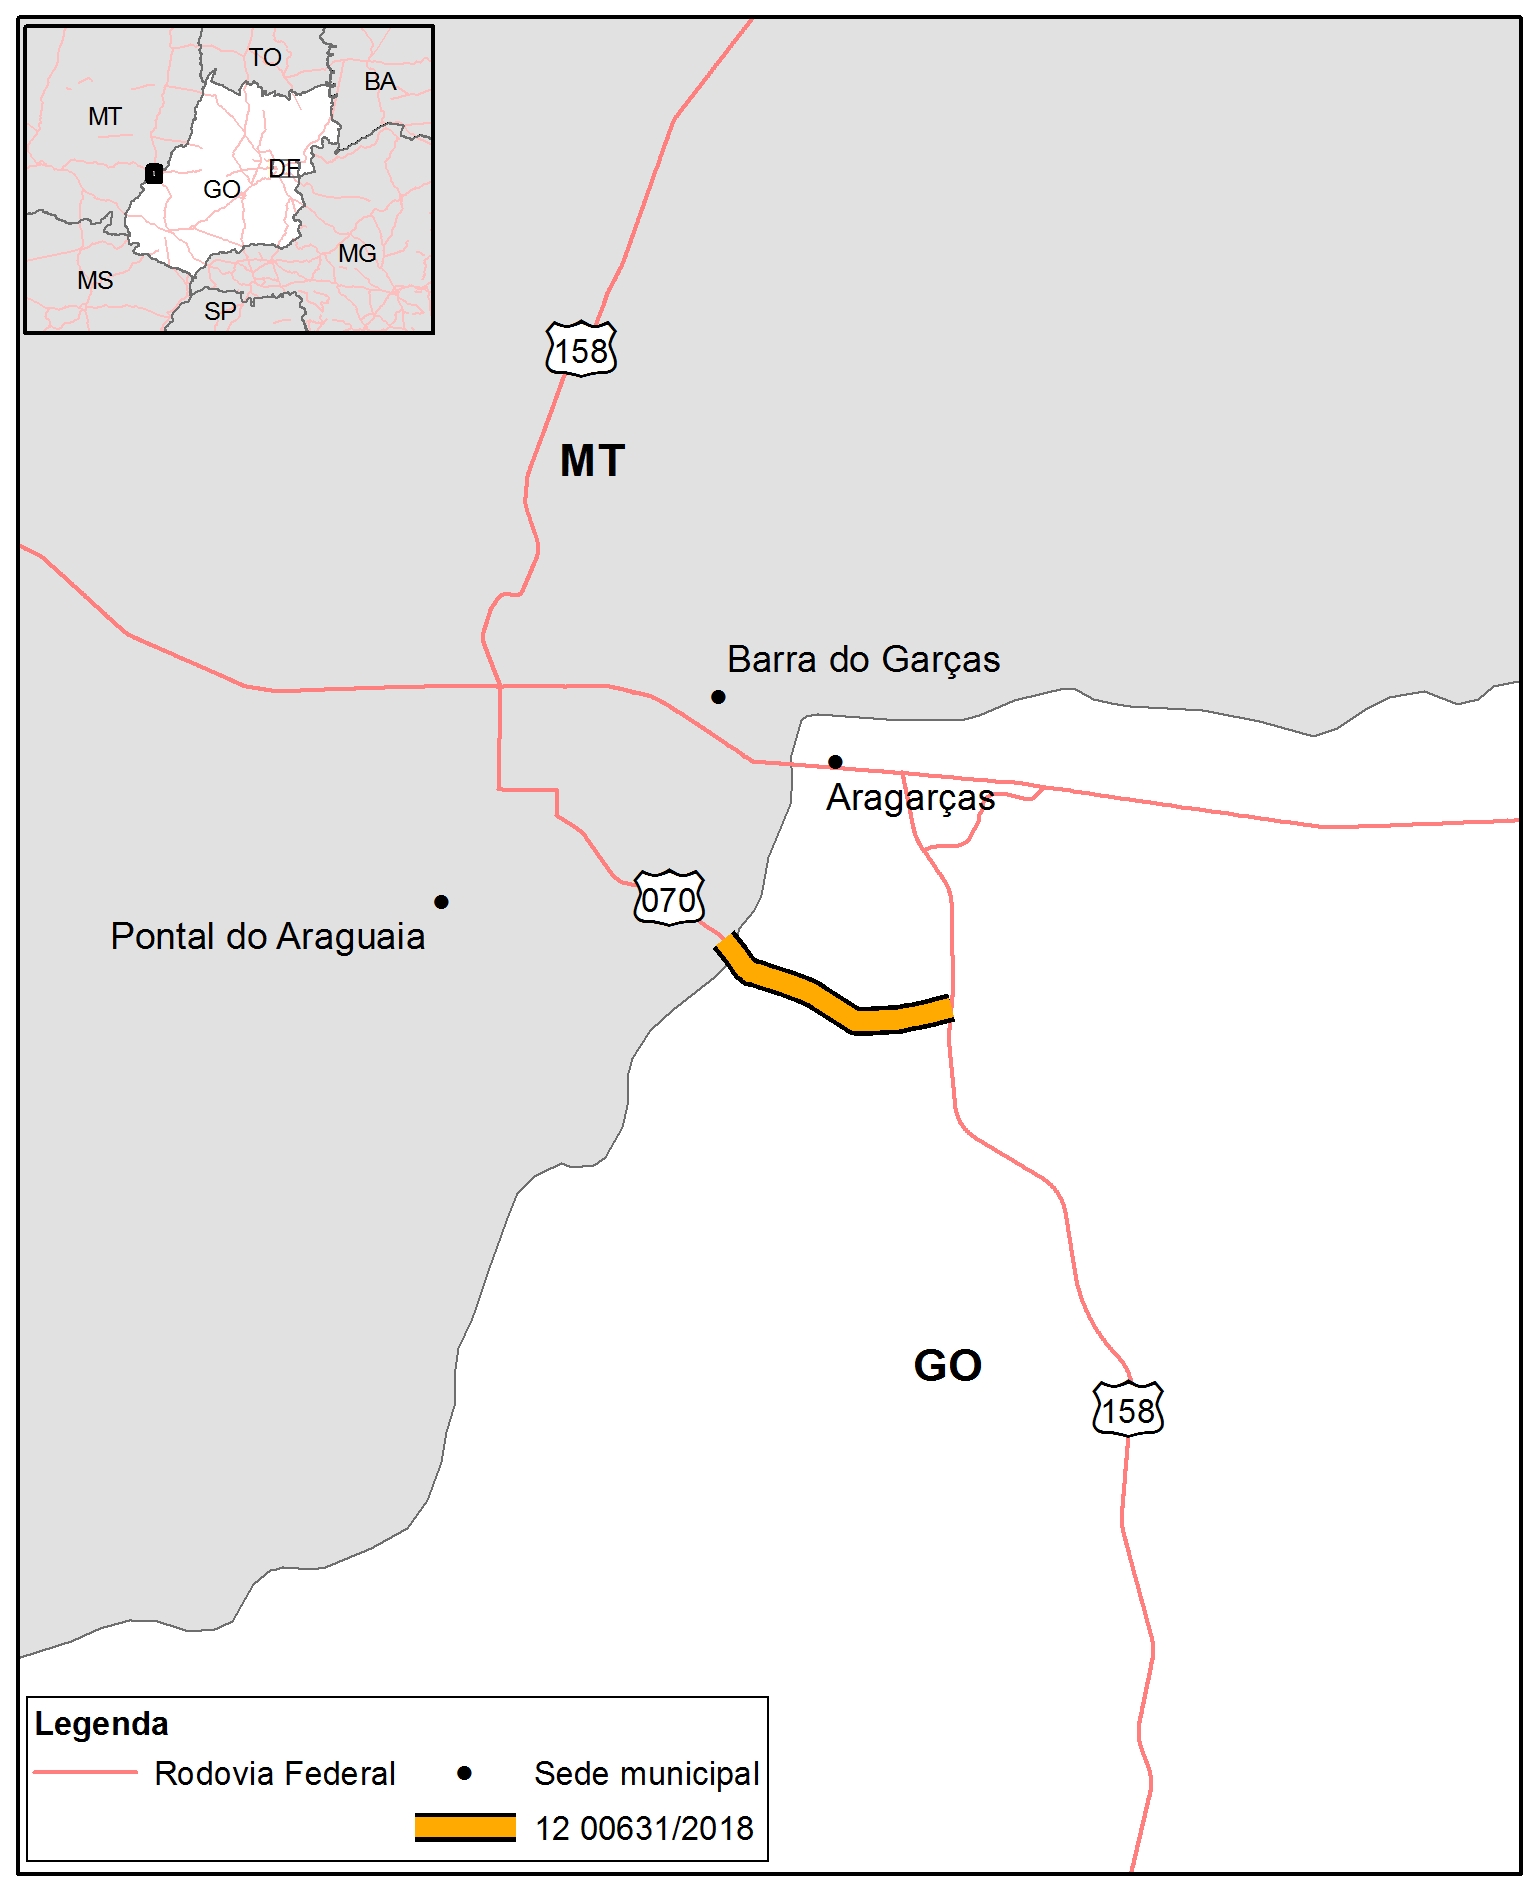 TO
BA
MT
DF
GO
MG
MS
SP
158
MT
Barra do Garças
Aragarças
070
Pontal do Araguaia
GO
158
Legenda
Rodovia Federal
Sede municipal
12 00631/2018